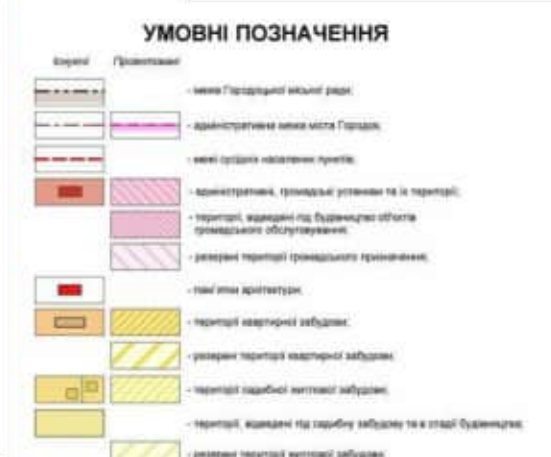 УМОВНІ ПОЗНАЧЕННЯ
Існуючі Проектовані
- межа Городоцької міської ради;
- адміністративна межа міста Городок;
- межі сусідніх населених пунктів;
- адміністративні, громадські установи та їх території;
- території, відведені під будівництво об'єктів
громадського обслуговування;
- резервні території громадського призначення;
- пам'ятки архітектури;
- території квартирної забудови;
- резервні території квартирної забудови;
- території садибної житлової забудови;
- території, відведені під садибну забудову та в стадії будівництва;
- резервні території житлової забудови;